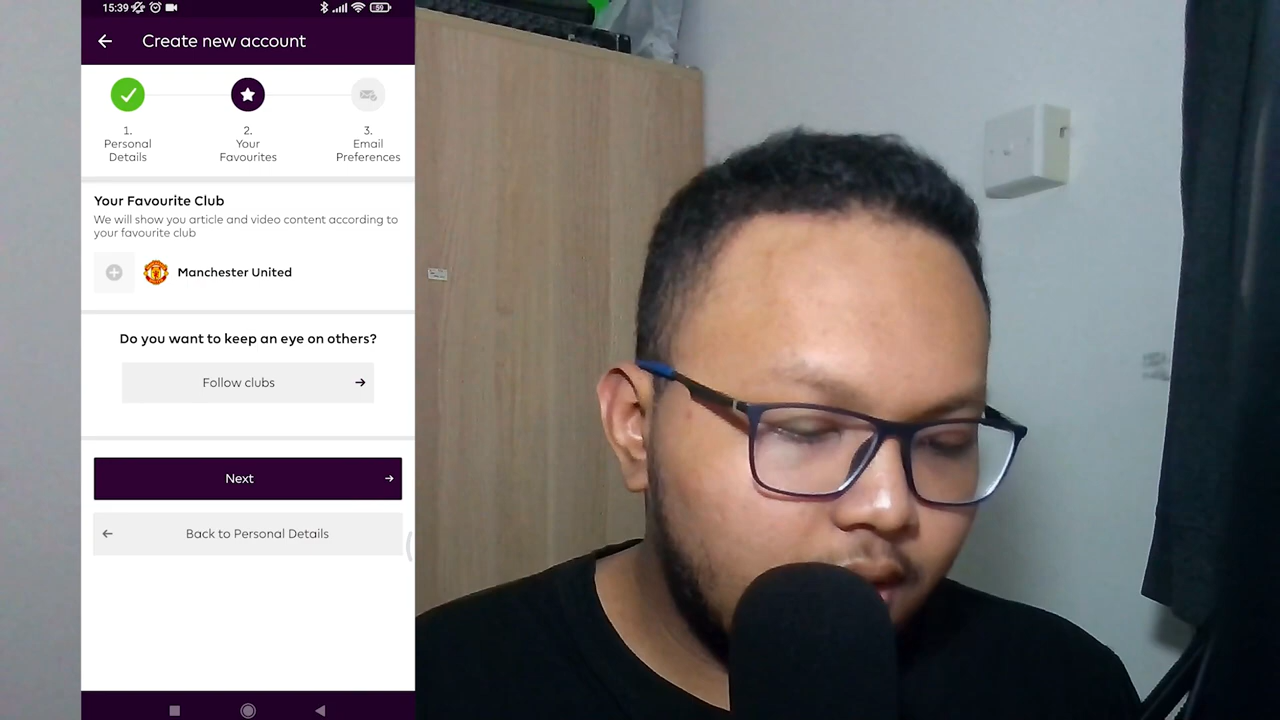 15:39
59
Create new account
1.
Personal
Details
2.
Your
Favourites
3.
Email
Preferences
Your Favourite Club
We will show you article and video content according to
your favourite club
Manchester United
Do you want to keep an eye on others?
Follow clubs
Next
Back to Personal Details